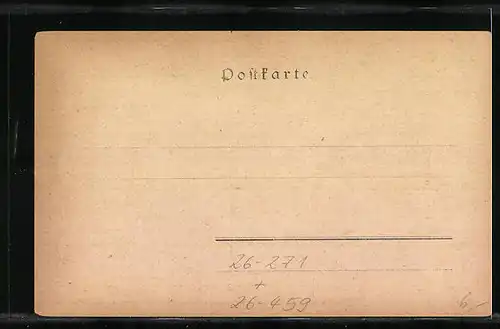 Postkarte
26-271
+
26-459
6,-